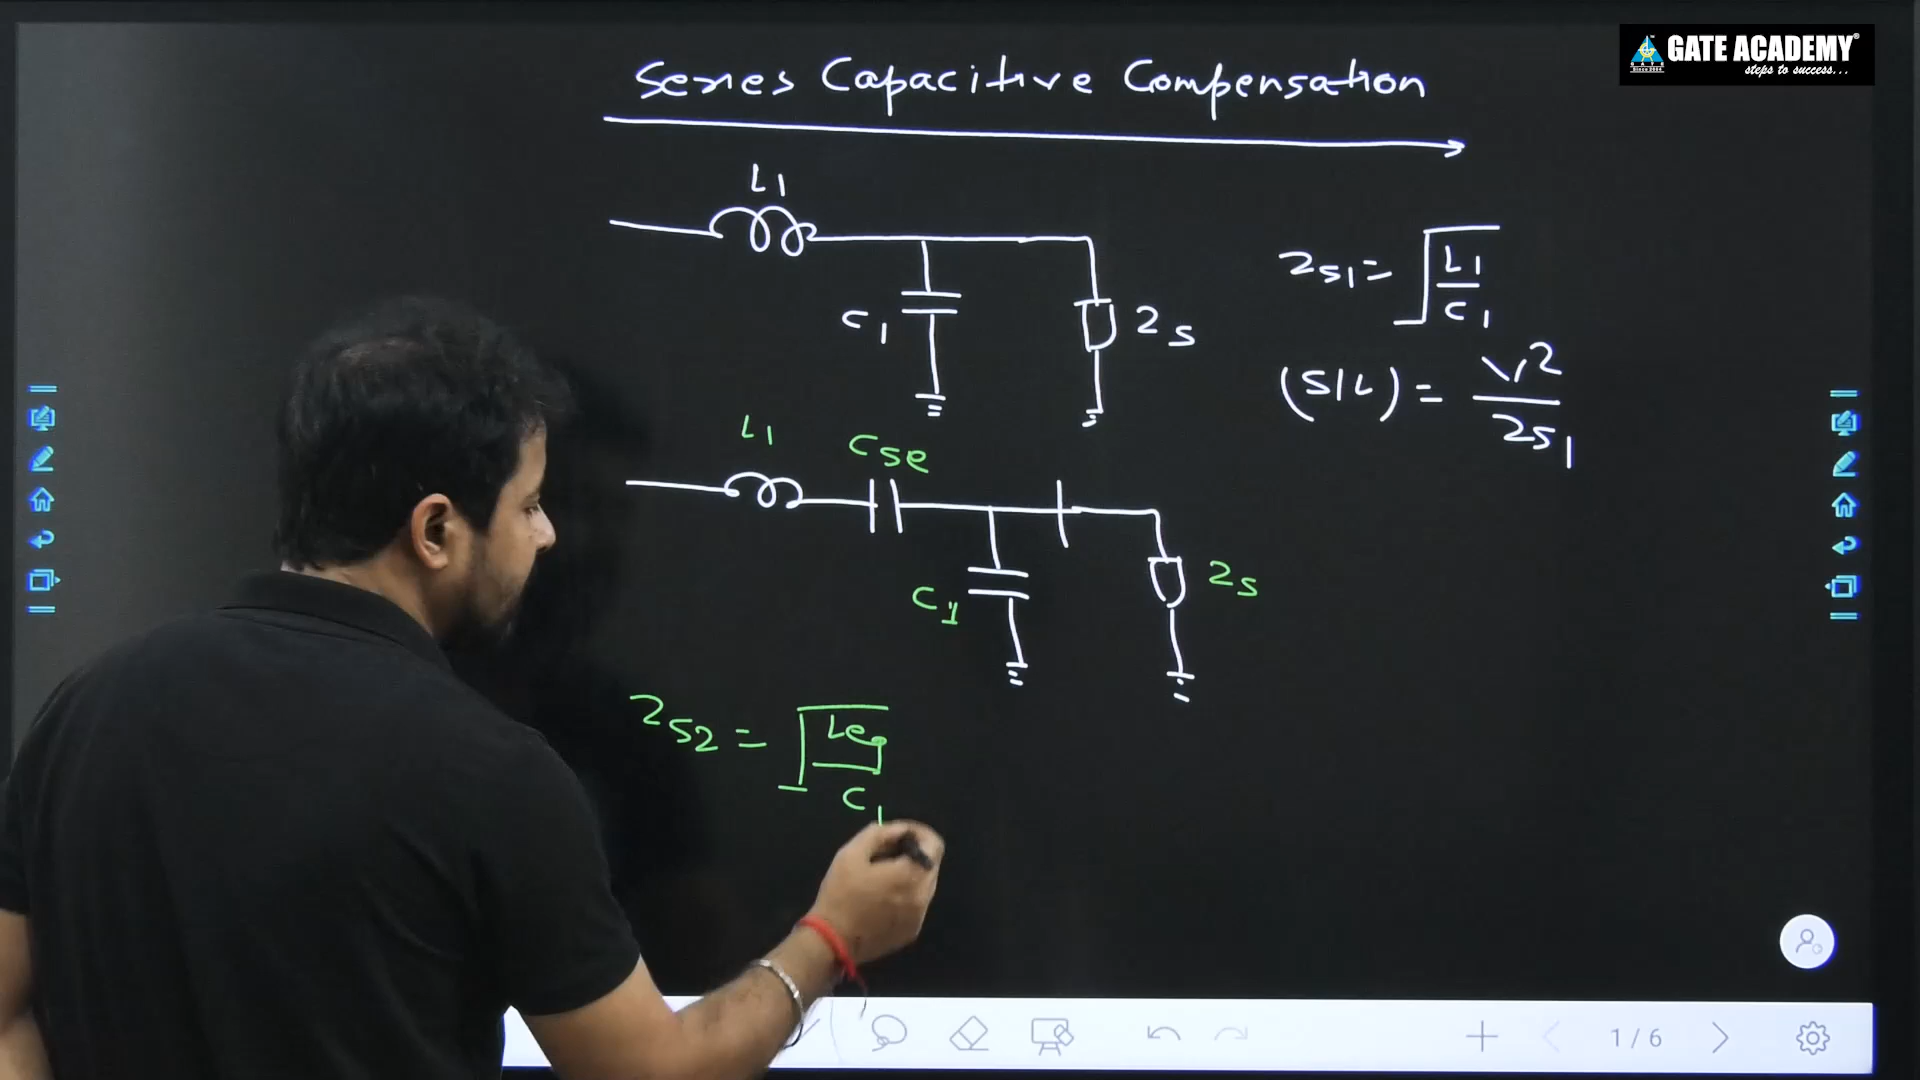 GATE ACADEMY
steps to success...
Series Capacitive Compensation
L1
C1
Zs
Zs1 = √(L1/C1)
(SIL) = V²/Zs1
L1
Cse
C1
Zs
Zs2 = √(Leq/C1
1 / 6